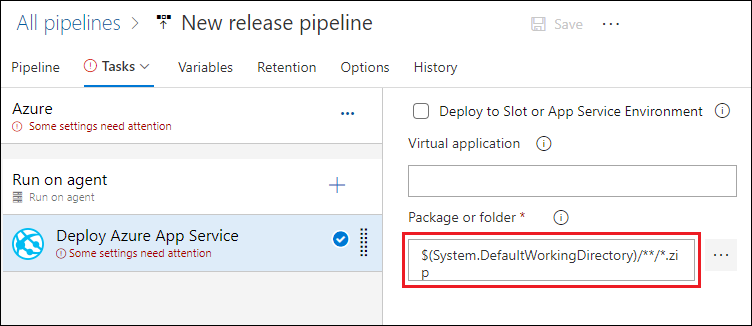 All pipelines > New release pipeline
Save ...
Pipeline Tasks Variables Retention Options History
Azure
Some settings need attention
...
Run on agent
Run on agent
Deploy Azure App Service
Some settings need attention
Deploy to Slot or App Service Environment
Virtual application
Package or folder *
$(System.DefaultWorkingDirectory)/**/*.zi
p
...